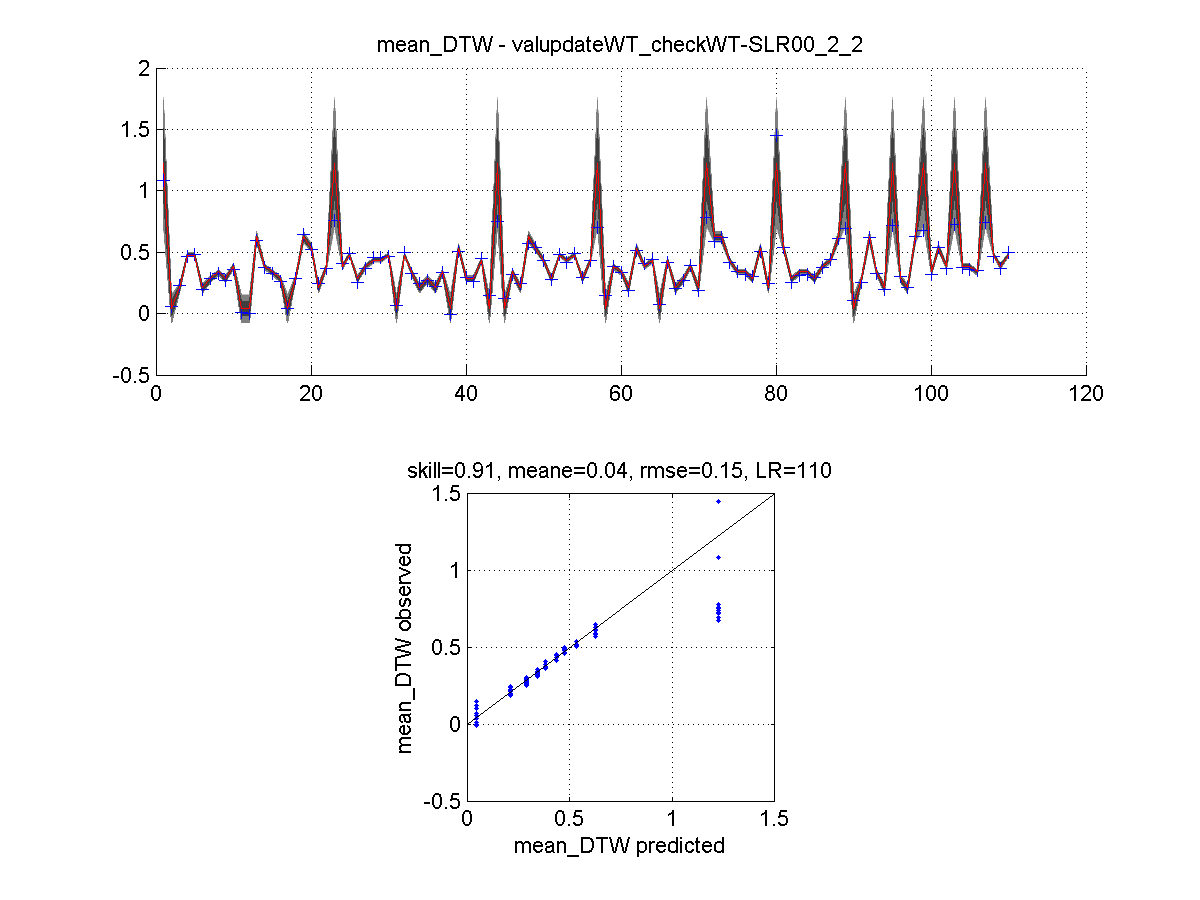 mean_DTW - valupdateWT_checkWT-SLR00_2_2
2
1.5
1
0.5
0
-0.5
0 20 40 60 80 100 120
skill=0.91, meane=0.04, rmse=0.15, LR=110
1.5
1
0.5
0
-0.5
mean_DTW observed
0 0.5 1 1.5
mean_DTW predicted